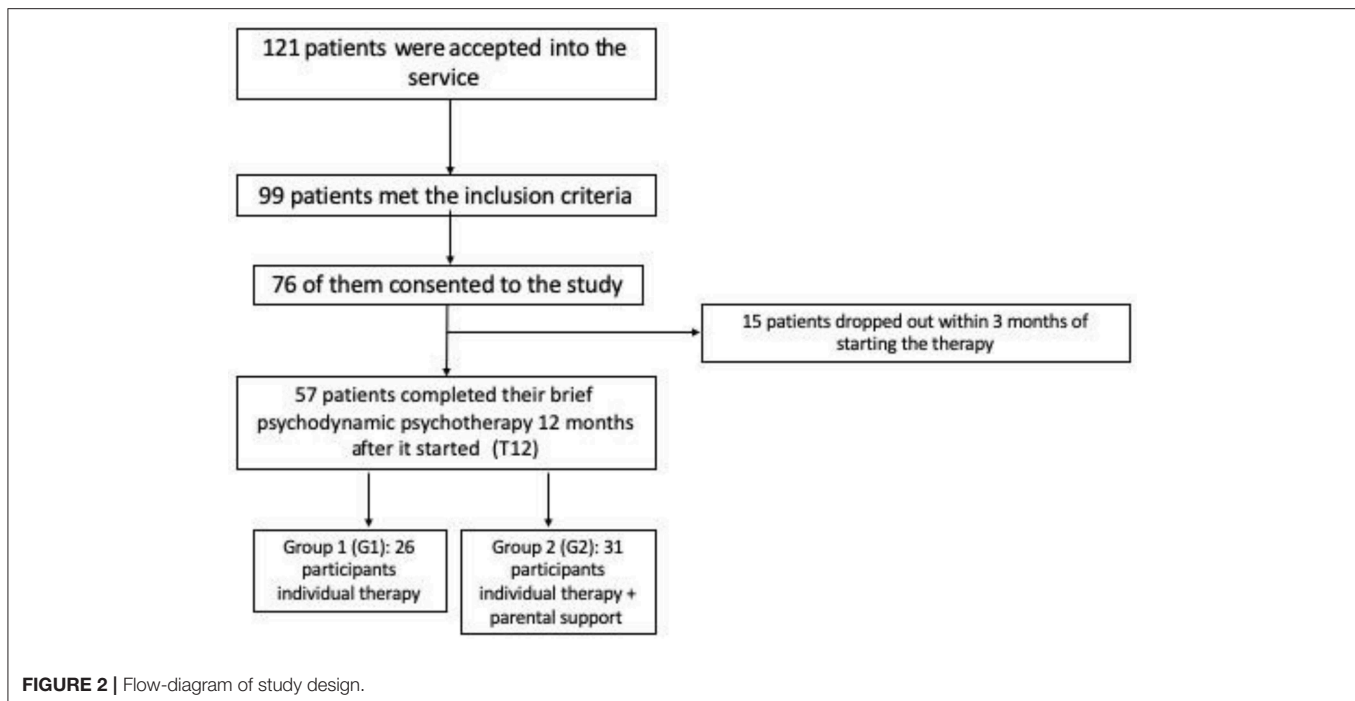 121 patients were accepted into the
service
99 patients met the inclusion criteria
76 of them consented to the study
15 patients dropped out within 3 months of
starting the therapy
57 patients completed their brief
psychodynamic psychotherapy 12 months
after it started (T12)
Group 1 (G1): 26
participants
individual therapy
Group 2 (G2): 31
participants
individual therapy +
parental support
FIGURE 2 | Flow-diagram of study design.